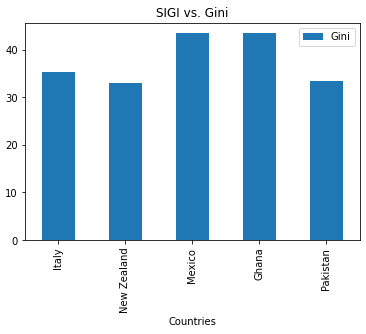 SIGI vs. Gini
Gini
40
30
20
10
0
Italy
New Zealand
Mexico
Ghana
Pakistan
Countries